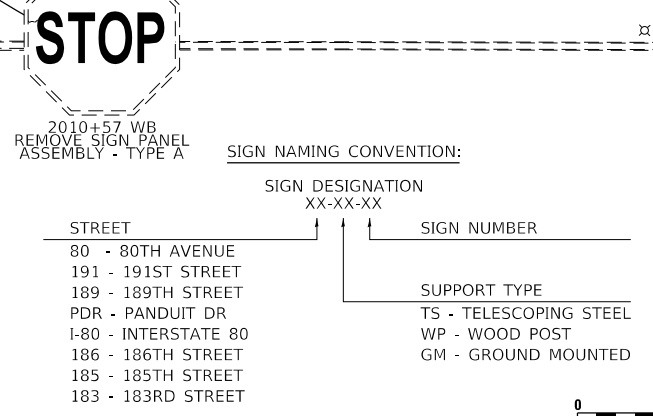 STOP
2010+57 WB
REMOVE SIGN PANEL
ASSEMBLY - TYPE A
SIGN NAMING CONVENTION:
SIGN DESIGNATION
XX-XX-XX
STREET
80 - 80TH AVENUE
191 - 191ST STREET
189 - 189TH STREET
PDR - PANDUIT DR
I-80 - INTERSTATE 80
186 - 186TH STREET
185 - 185TH STREET
183 - 183RD STREET
SIGN NUMBER
SUPPORT TYPE
TS - TELESCOPING STEEL
WP - WOOD POST
GM - GROUND MOUNTED
0